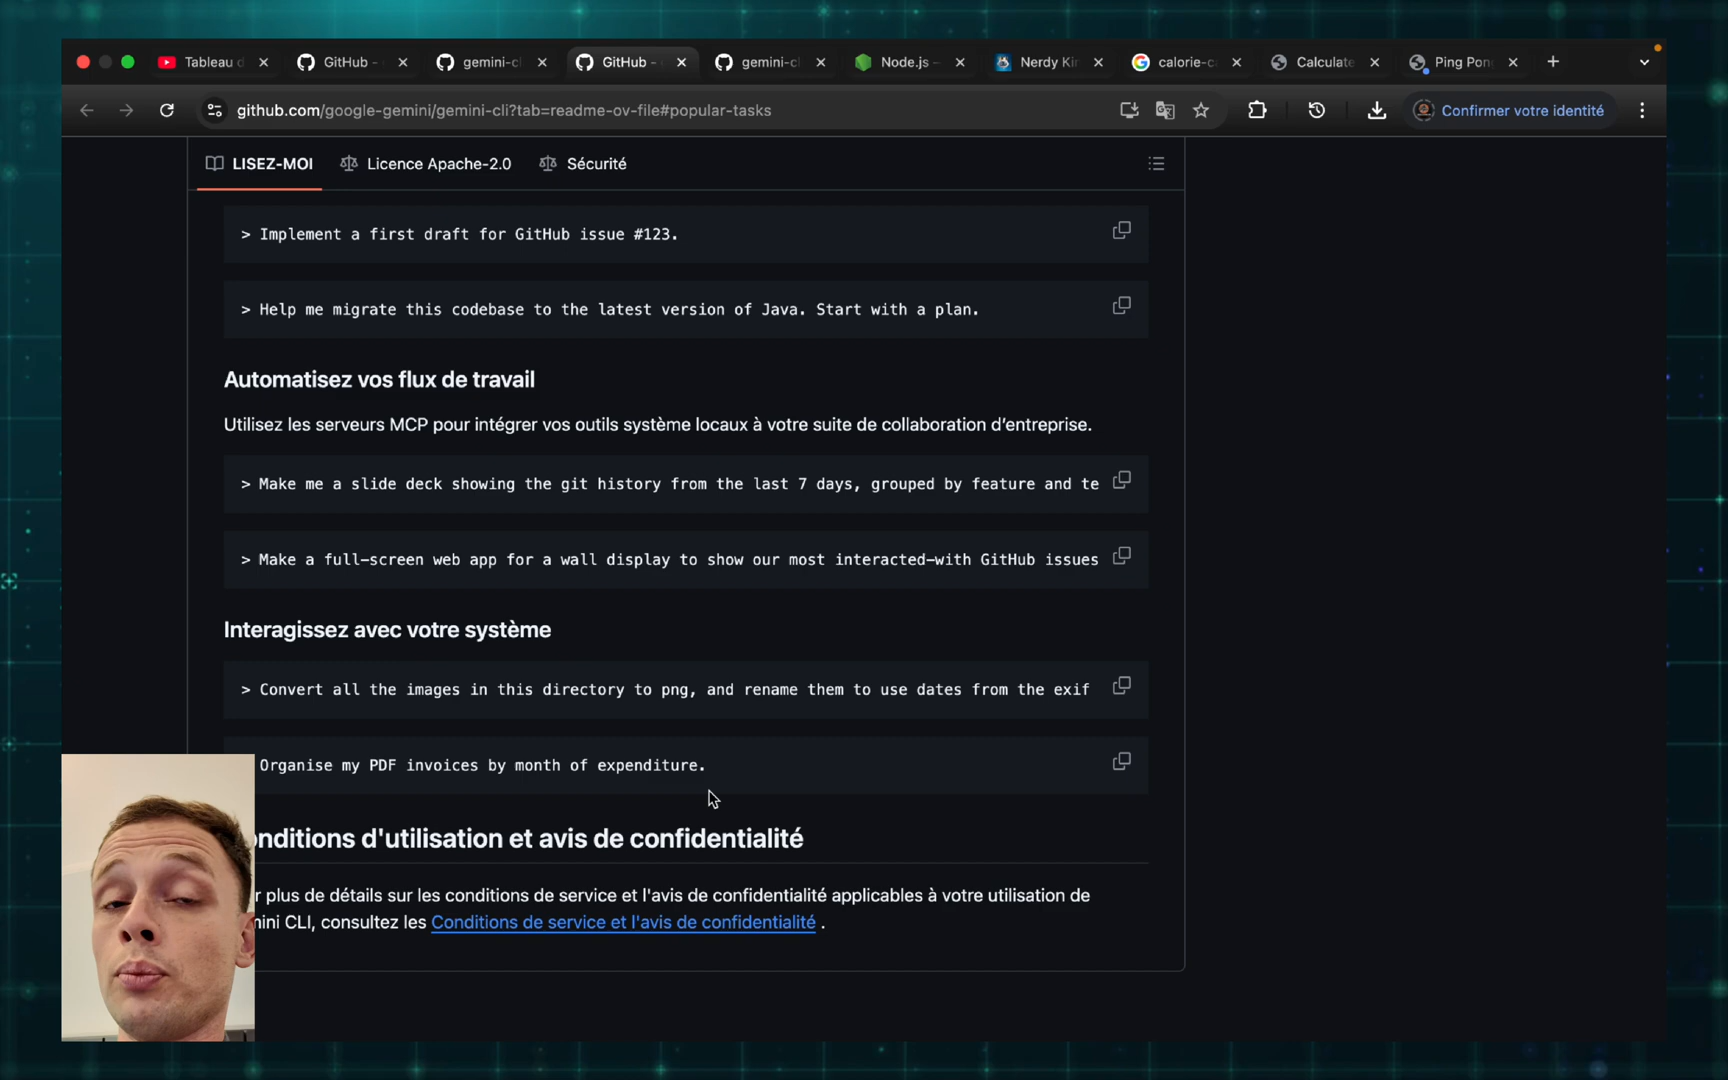 Tableau d
GitHub -
gemini-cl
GitHub -
gemini-cl
Node.js –
Nerdy Kin
calorie-c
Calculate
Ping Pon
github.com/google-gemini/gemini-cli?tab=readme-ov-file#popular-tasks
Confirmer votre identité
LISEZ-MOI
Licence Apache-2.0
Sécurité
> Implement a first draft for GitHub issue #123.
> Help me migrate this codebase to the latest version of Java. Start with a plan.
Automatisez vos flux de travail
Utilisez les serveurs MCP pour intégrer vos outils système locaux à votre suite de collaboration d'entreprise.
> Make me a slide deck showing the git history from the last 7 days, grouped by feature and te
> Make a full-screen web app for a wall display to show our most interacted-with GitHub issues
Interagissez avec votre système
> Convert all the images in this directory to png, and rename them to use dates from the exif
Organise my PDF invoices by month of expenditure.
onditions d'utilisation et avis de confidentialité
r plus de détails sur les conditions de service et l'avis de confidentialité applicables à votre utilisation de
mini CLI, consultez les Conditions de service et l'avis de confidentialité .